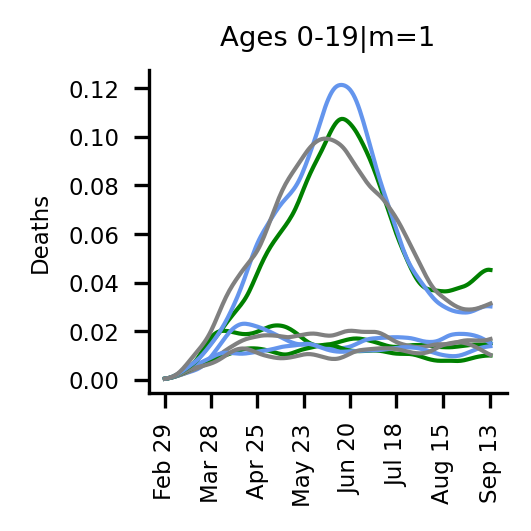 Ages 0-19|m=1
Deaths
0.12
0.10
0.08
0.06
0.04
0.02
0.00
Feb 29
Mar 28
Apr 25
May 23
Jun 20
Jul 18
Aug 15
Sep 13